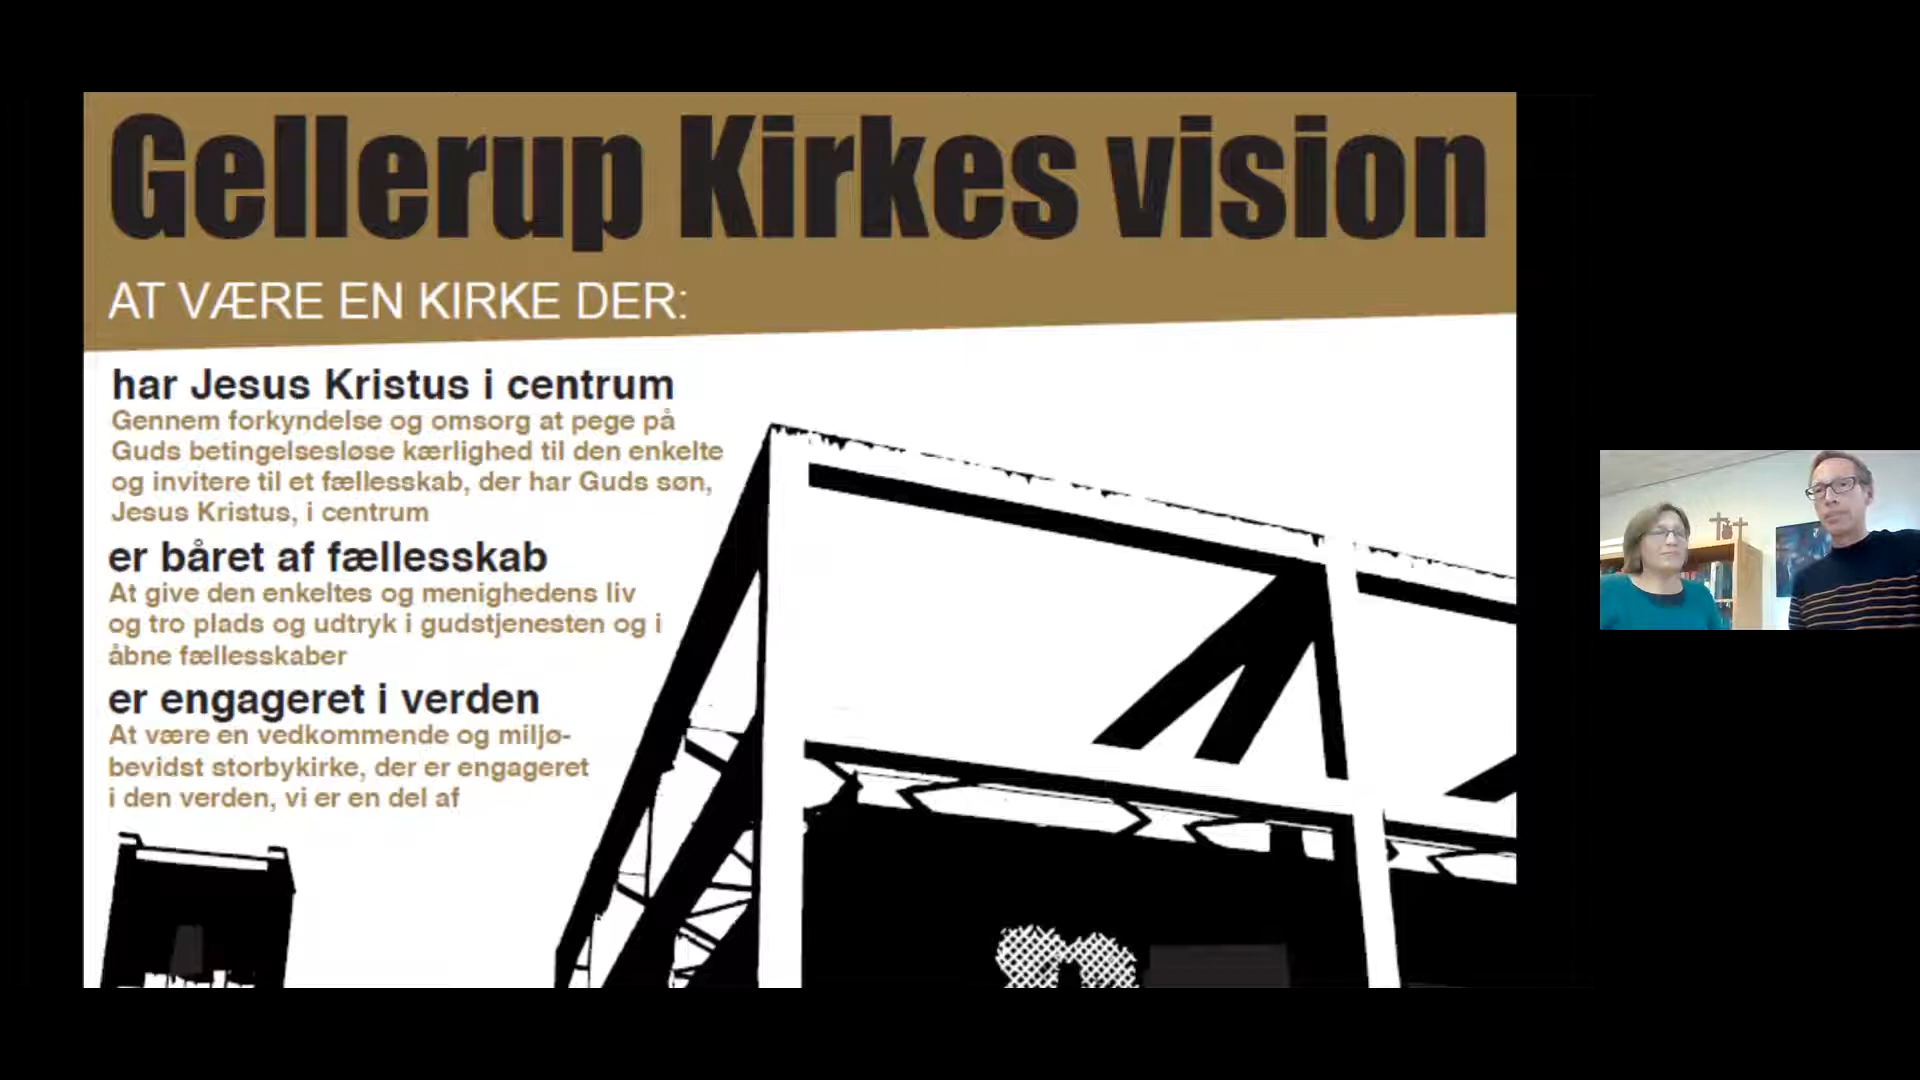 Gellerup Kirkes vision
AT VÆRE EN KIRKE DER:
har Jesus Kristus i centrum
Gennem forkyndelse og omsorg at pege på
Guds betingelsesløse kærlighed til den enkelte
og invitere til et fællesskab, der har Guds søn,
Jesus Kristus, i centrum
er båret af fællesskab
At give den enkeltes og menighedens liv
og tro plads og udtryk i gudstjenesten og i
åbne fællesskaber
er engageret i verden
At være en vedkommende og miljø-
bevidst storbykirke, der er engageret
i den verden, vi er en del af